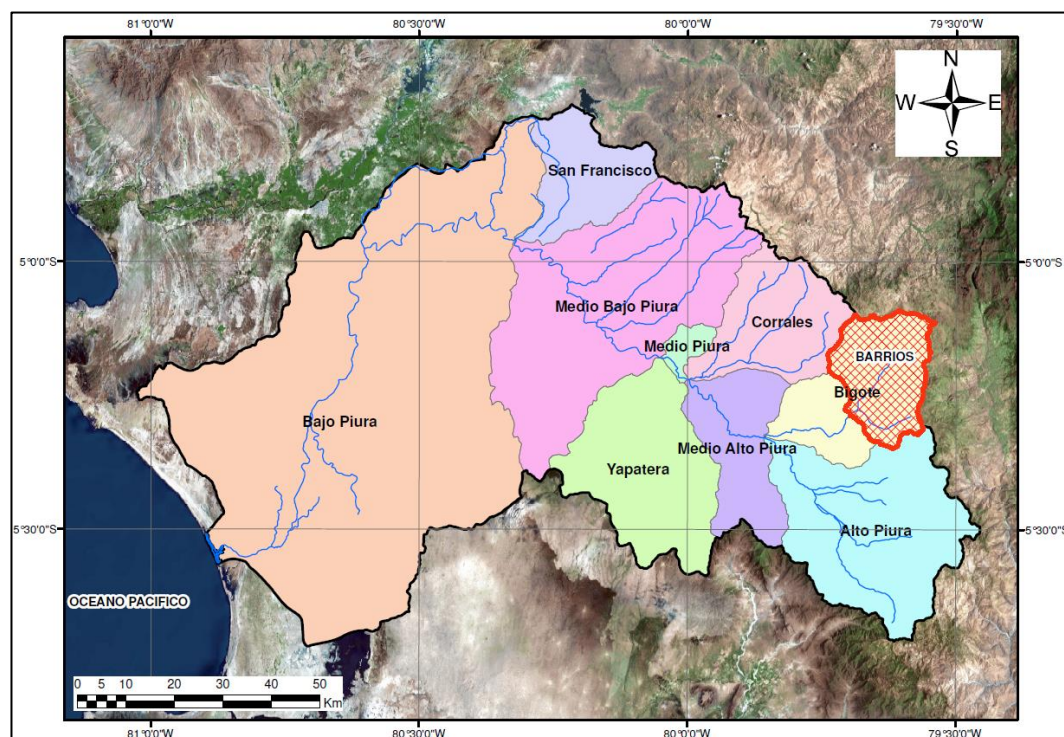 81°0'0"W 80°30'0"W 80°0'0"W 79°30'0"W
N
W E
S
San Francisco
5°0'0"S 5°0'0"S
Medio Bajo Piura
Corrales
Medio Piura
BARRIOS
Bigote
Bajo Piura
Medio Alto Piura
Yapatera
5°30'0"S 5°30'0"S
Alto Piura
OCEANO PACIFICO
0 5 10 20 30 40 50
Km
81°0'0"W 80°30'0"W 80°0'0"W 79°30'0"W